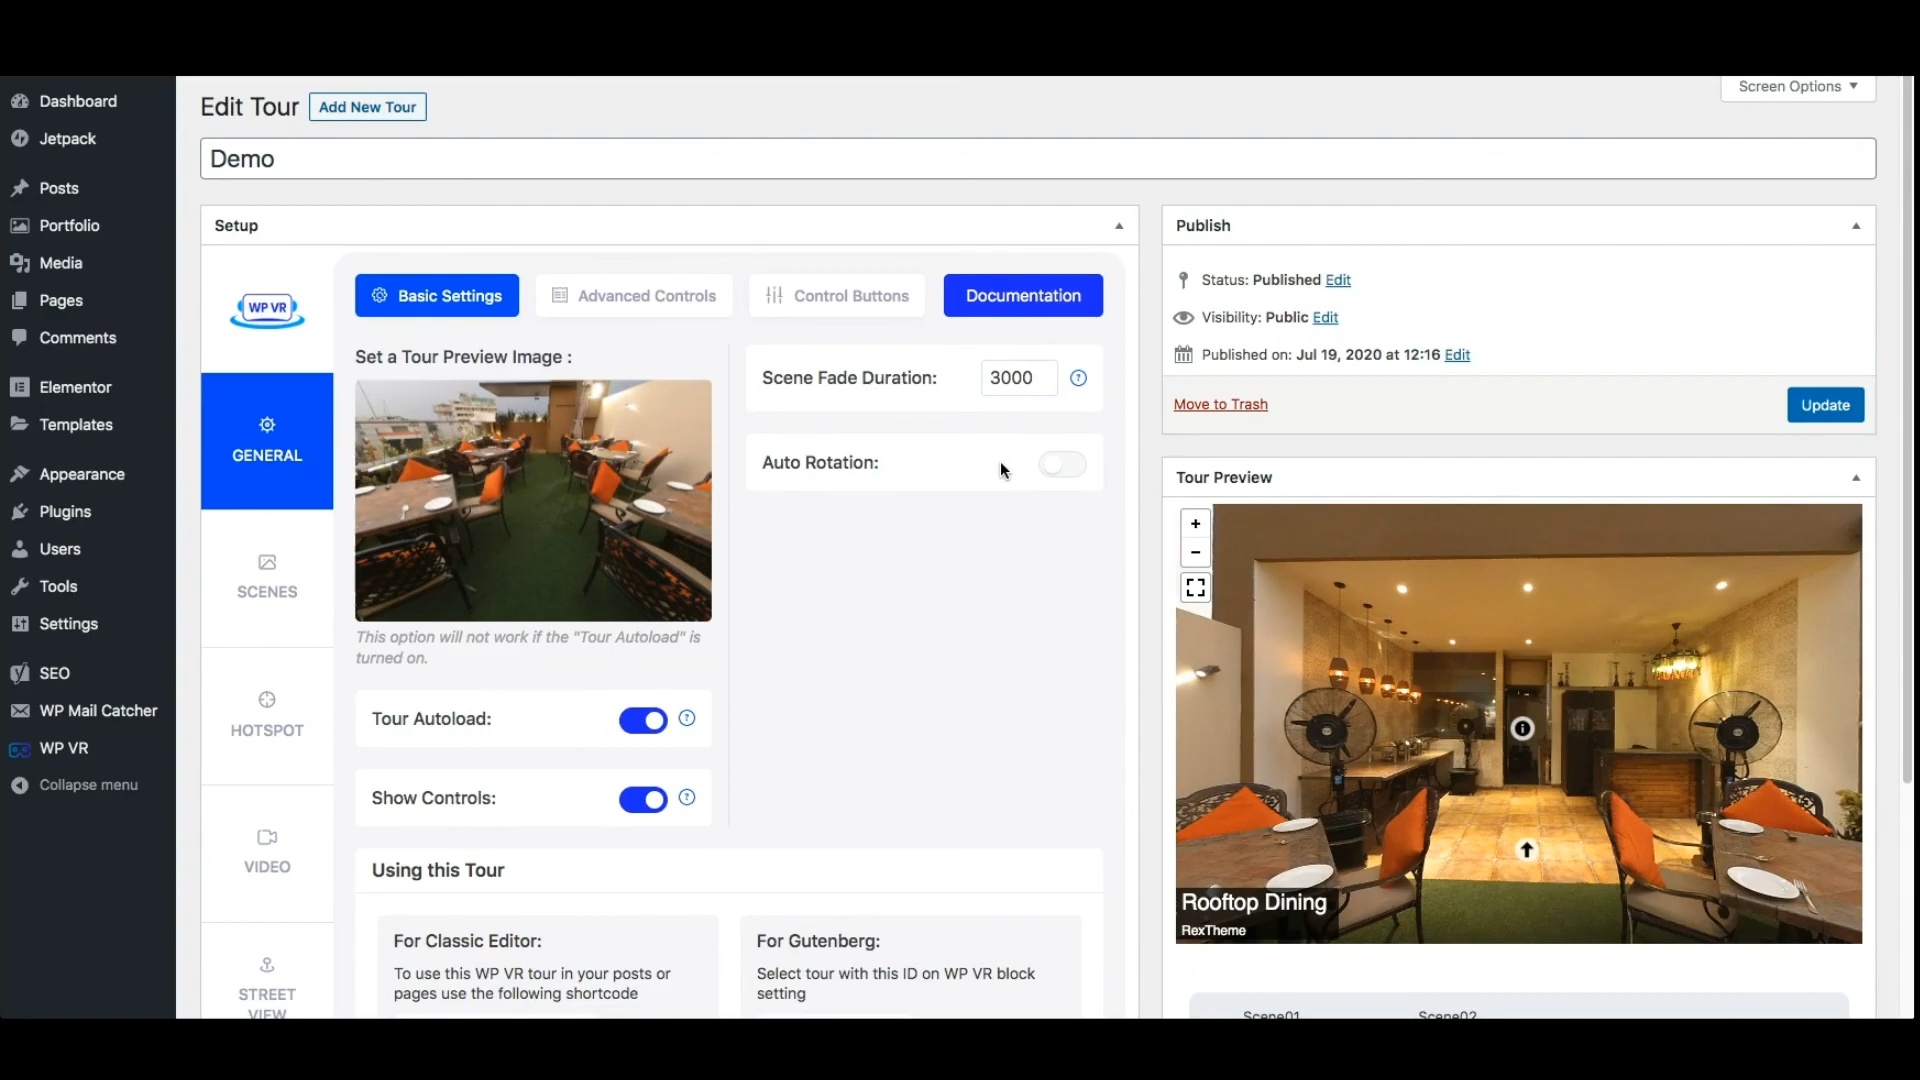 Dashboard
Jetpack
Posts
Portfolio
Media
Pages
Comments
Elementor
Templates
Appearance
Plugins
Users
Tools
Settings
SEO
WP Mail Catcher
WP VR
Collapse menu
Screen Options
Edit Tour Add New Tour
Demo
Setup
WP VR
GENERAL
SCENES
HOTSPOT
VIDEO
STREET
VIEW
Basic Settings Advanced Controls Control Buttons Documentation
Set a Tour Preview Image :
This option will not work if the "Tour Autoload" is
turned on.
Tour Autoload:
Show Controls:
Scene Fade Duration: 3000
Auto Rotation:
Using this Tour
For Classic Editor:
To use this WP VR tour in your posts or
pages use the following shortcode
For Gutenberg:
Select tour with this ID on WP VR block
setting
Publish
Status: Published Edit
Visibility: Public Edit
Published on: Jul 19, 2020 at 12:16 Edit
Move to Trash Update
Tour Preview
+
−
Rooftop Dining
RexTheme
Scene01 Scene02